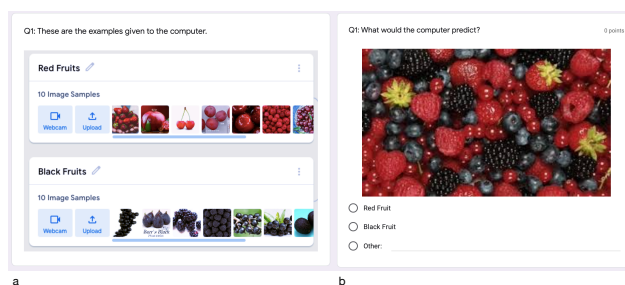 Q1: These are the examples given to the computer.
Red Fruits
10 Image Samples
Webcam
Upload
Black Fruits
10 Image Samples
Webcam
Upload
a
Q1: What would the computer predict?
0 points
Red Fruit
Black Fruit
Other:
b